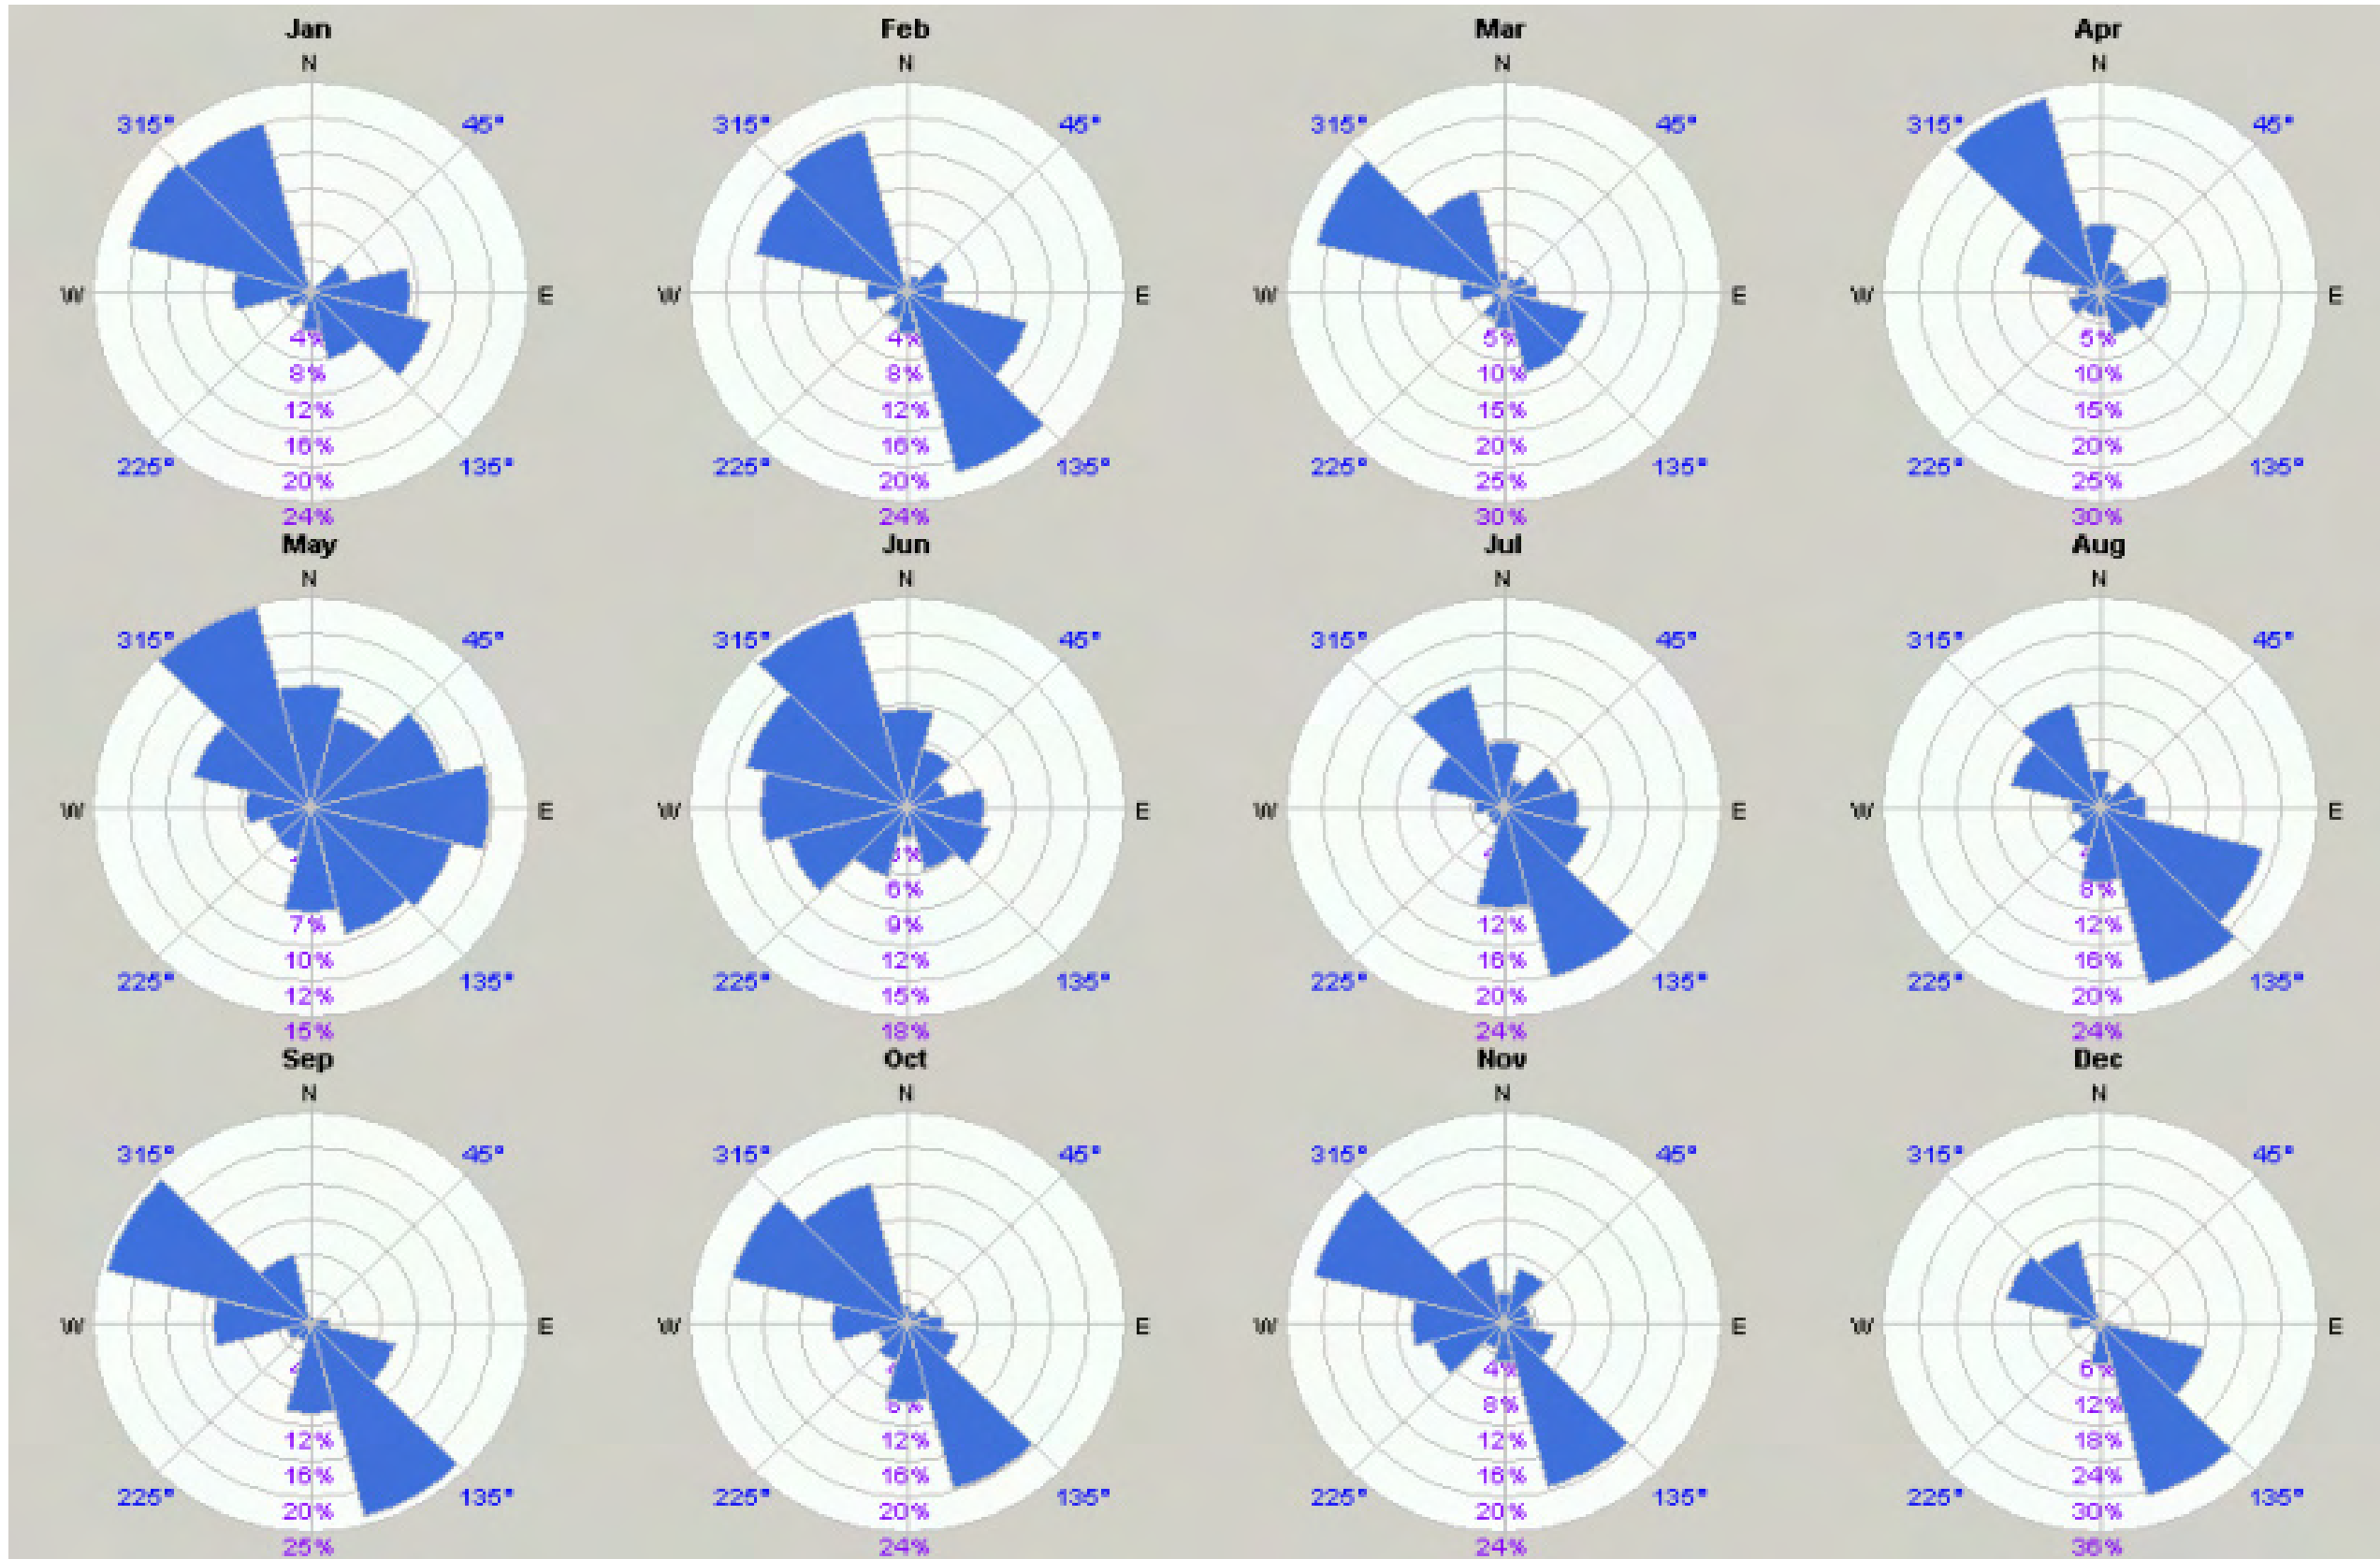 Jan Feb Mar Apr
N N N N
315° 45° 315° 45° 315° 45° 315° 45°
W E W E W E W E
4% 4% 5% 5%
8% 8% 10% 10%
12% 12% 15% 15%
16% 16% 20% 20%
225° 135° 225° 135° 225° 135° 225° 135°
20% 20% 25% 25%
24% 24% 30% 30%
May Jun Jul Aug
N N N N
315° 45° 315° 45° 315° 45° 315° 45°
W E W E W E W E
6% 8%
7% 9% 12% 12%
10% 12% 16% 16%
225° 135° 225° 135° 225° 135° 225° 135°
12% 15% 20% 20%
15% 18% 24% 24%
Sep Oct Nov Dec
N N N N
315° 45° 315° 45° 315° 45° 315° 45°
W E W E W E W E
4% 6%
8% 8% 12%
12% 12% 12% 18%
16% 16% 16% 24%
225° 135° 225° 135° 225° 135° 225° 135°
20% 20% 20% 30%
25% 24% 24% 36%